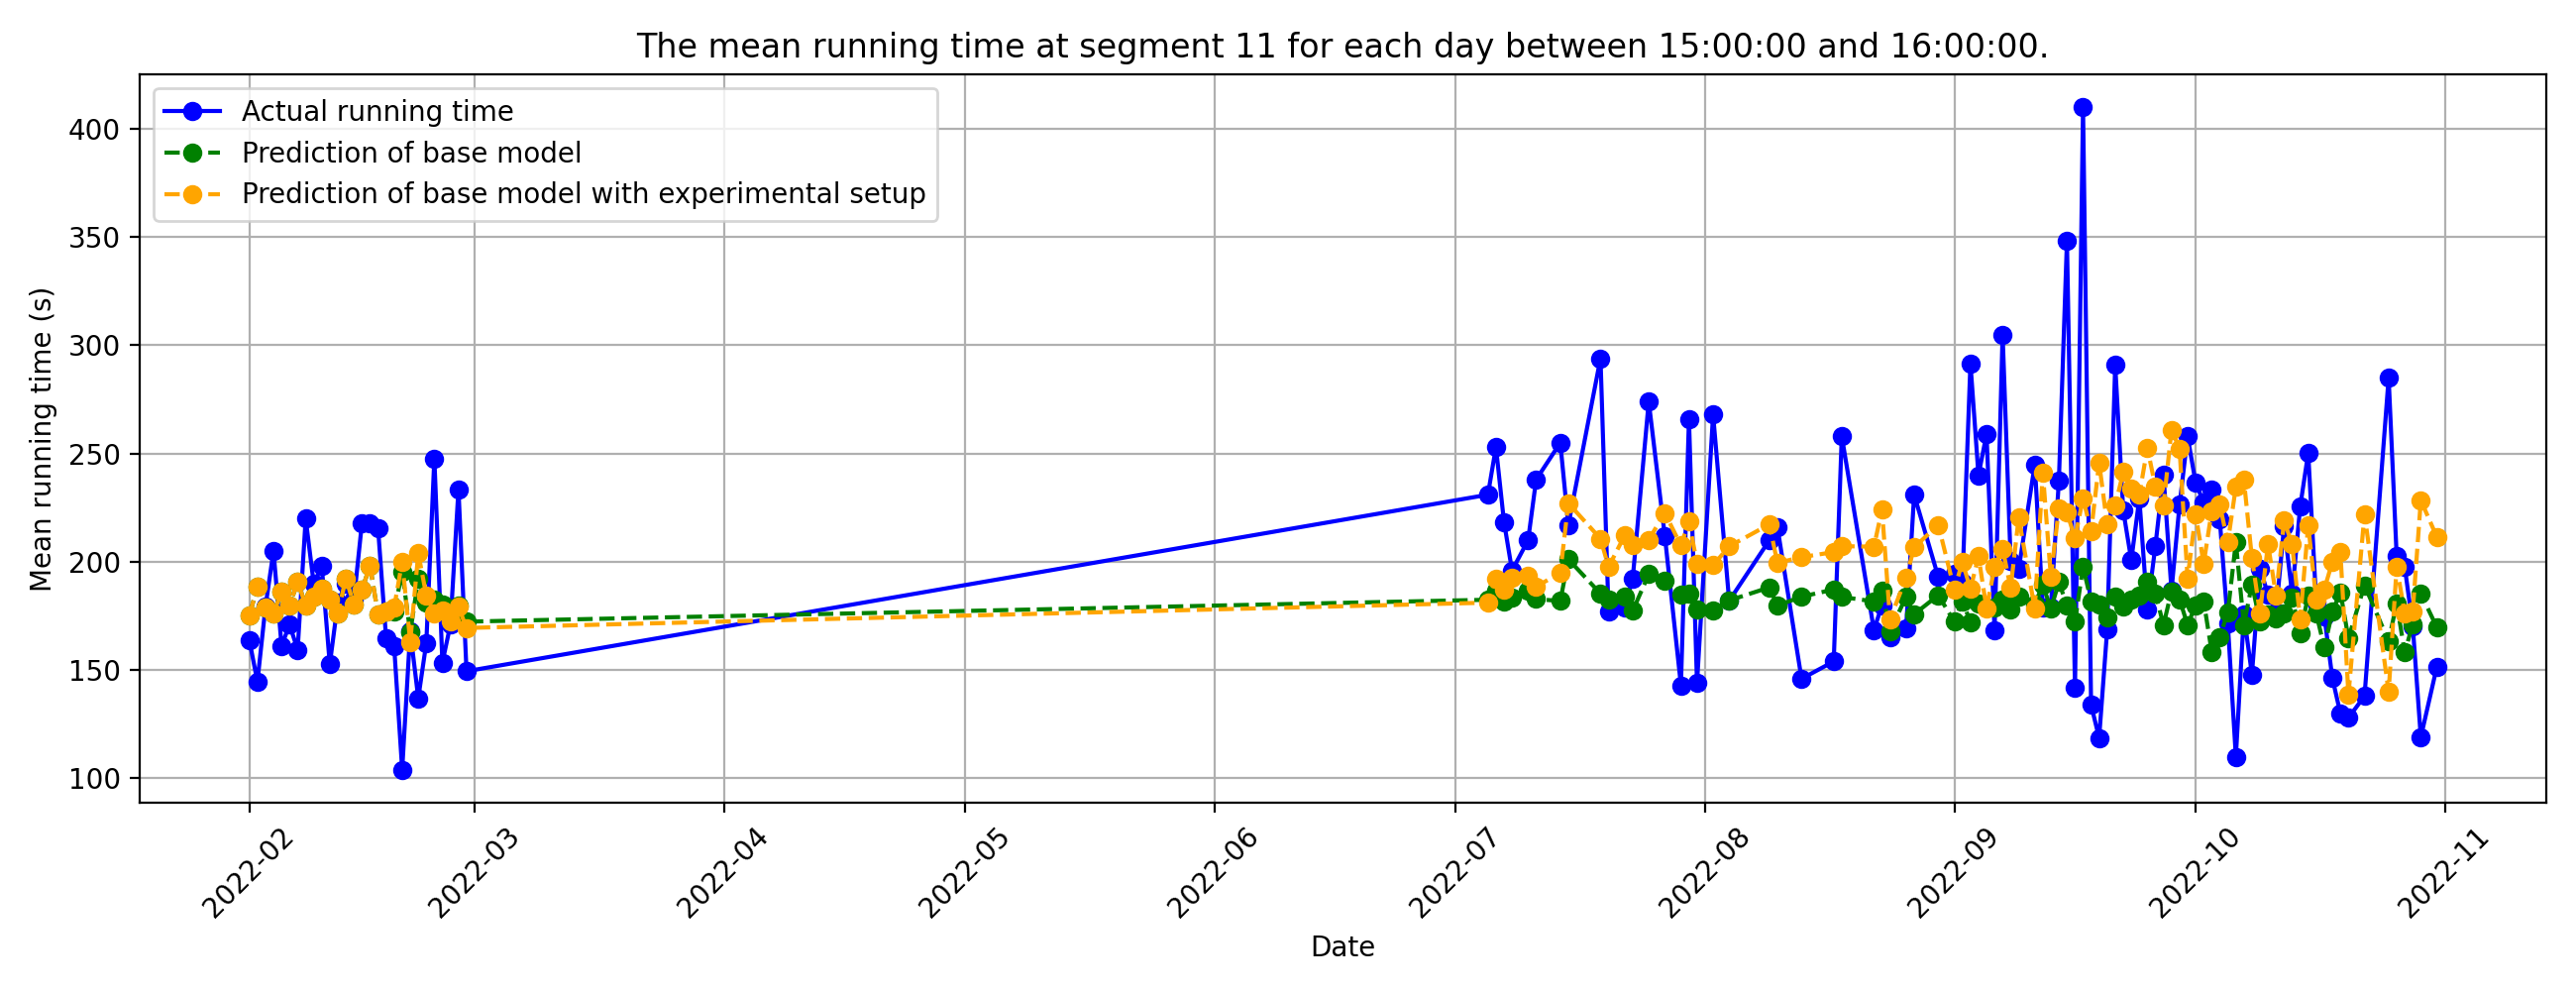 The mean running time at segment 11 for each day between 15:00:00 and 16:00:00.
Actual running time
Prediction of base model
Prediction of base model with experimental setup
400
350
300
250
200
150
100
Mean running time (s)
2022-02
2022-03
2022-04
2022-05
2022-06
2022-07
2022-08
2022-09
2022-10
2022-11
Date